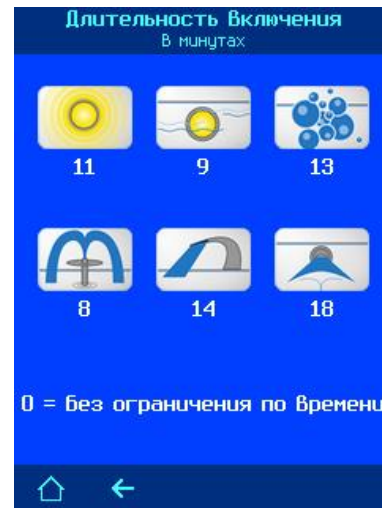 Длительность Включения
В минутах
11 9 13
8 14 18
0 = Без ограничения по Времени